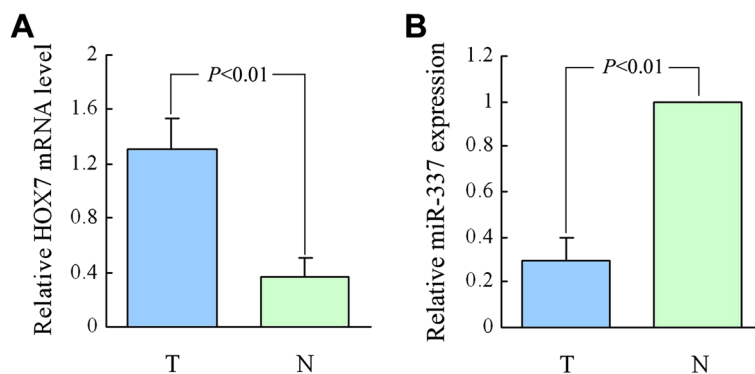 A
Relative HOX7 mRNA level
2
1.6
1.2
0.8
0.4
0
P<0.01
T
N
B
Relative miR-337 expression
1.2
1
0.8
0.6
0.4
0.2
0
P<0.01
T
N